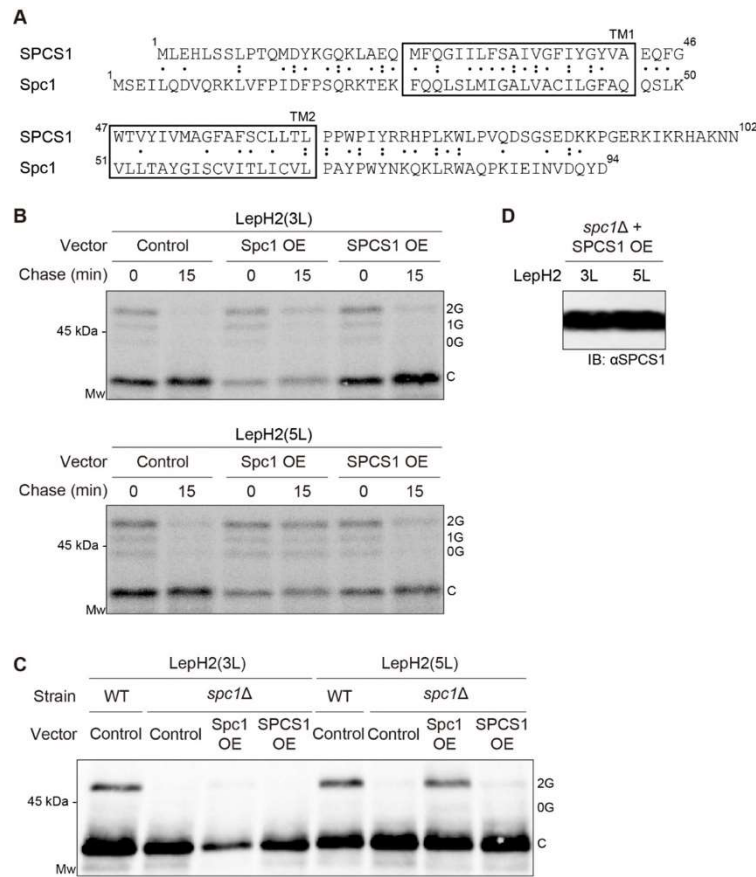 A
TM1
SPCS1 1 MLEHLSSLPTQMDYKGQKLAEQ MFQGIILFSAIVGFIYGYVA EQFG 46
Spc1 1 MSEILQDVQRKLVFPIDFPSQRKTEK FQQLSLMIGALVACILGFAQ QSLK 50
TM2
SPCS1 47 WTVYIVMAGFAFSCLLTL PPWPIYRRHPLKWLPVQDSGSEDKKPGERKIKRHAKNN 102
Spc1 51 VLLTAYGISCVITLICVL PAYPWYNKQKLRWAQPKIEINVDQYD 94
B
LepH2(3L)
Vector Control Spc1 OE SPCS1 OE
Chase (min) 0 15 0 15 0 15
2G
1G
45 kDa -
0G
C
Mw
LepH2(5L)
Vector Control Spc1 OE SPCS1 OE
Chase (min) 0 15 0 15 0 15
2G
1G
45 kDa -
0G
C
Mw
D
spc1Δ +
SPCS1 OE
LepH2 3L 5L
IB: αSPCS1
C
LepH2(3L) LepH2(5L)
Strain WT spc1Δ WT spc1Δ
Vector Control Control Spc1 OE SPCS1 OE Control Control Spc1 OE SPCS1 OE
2G
45 kDa -
0G
C
Mw